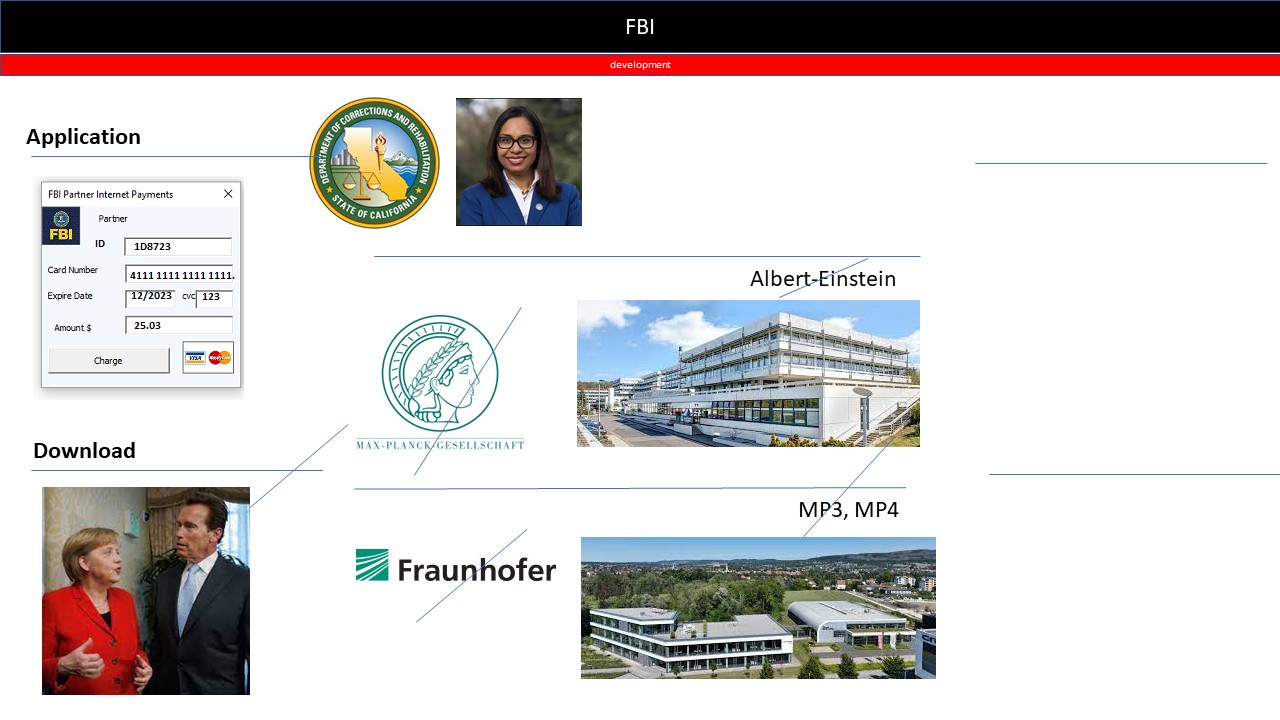 FBI
development
Application
DEPARTMENT OF CORRECTIONS AND REHABILITATION
STATE OF CALIFORNIA
FBI Partner Internet Payments
Partner
FBI
ID
1D8723
Card Number
4111 1111 1111 1111.
Expire Date
12/2023
cvc
123
Amount $
25.03
Charge
VISA
MasterCard
Albert-Einstein
MAX-PLANCK-GESELLSCHAFT
Download
MP3, MP4
Fraunhofer